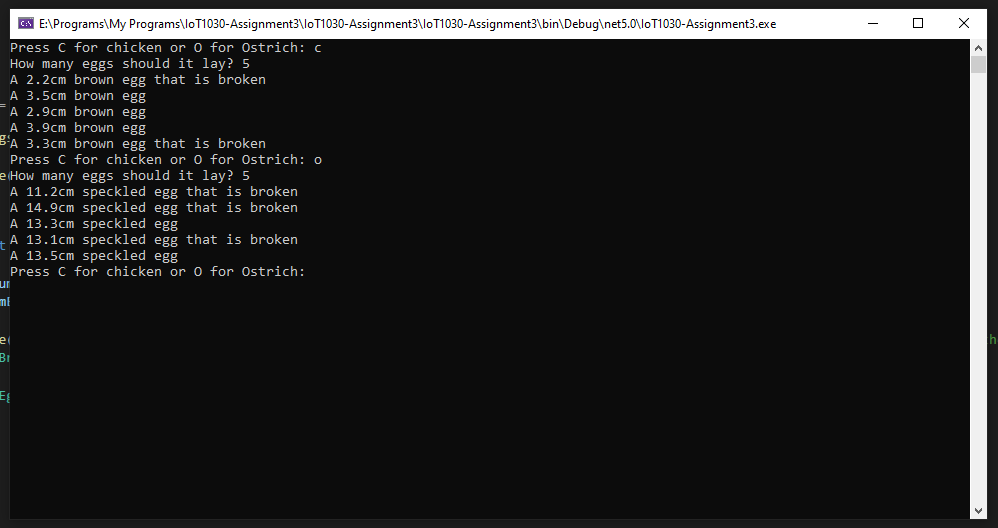 E:\Programs\My Programs\IoT1030-Assignment3\IoT1030-Assignment3\IoT1030-Assignment3\bin\Debug\net5.0\IoT1030-Assignment3.exe
Press C for chicken or O for Ostrich: c
How many eggs should it lay? 5
A 2.2cm brown egg that is broken
A 3.5cm brown egg
A 2.9cm brown egg
A 3.9cm brown egg
A 3.3cm brown egg that is broken
Press C for chicken or O for Ostrich: o
How many eggs should it lay? 5
A 11.2cm speckled egg that is broken
A 14.9cm speckled egg that is broken
A 13.3cm speckled egg
A 13.1cm speckled egg that is broken
A 13.5cm speckled egg
Press C for chicken or O for Ostrich: